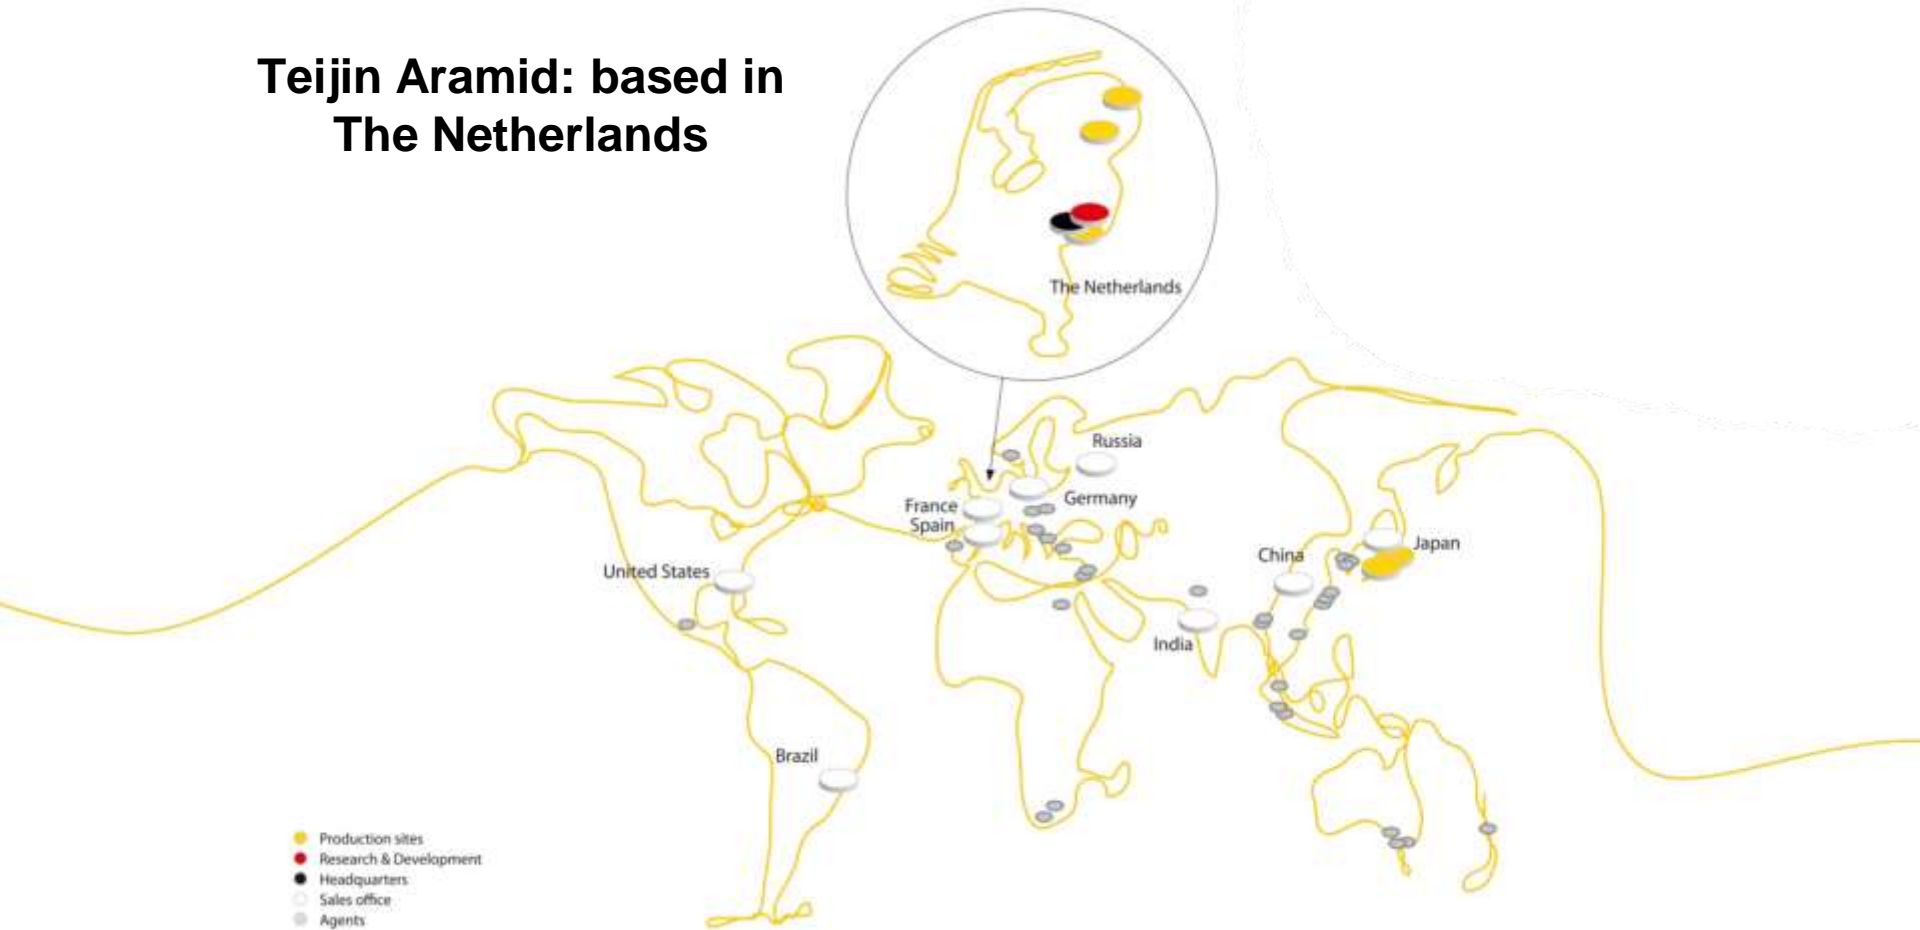 Teijin Aramid: based in
The Netherlands
The Netherlands
Russia
Germany
France
Spain
United States
China
Japan
India
Brazil
Production sites
Research & Development
Headquarters
Sales office
Agents